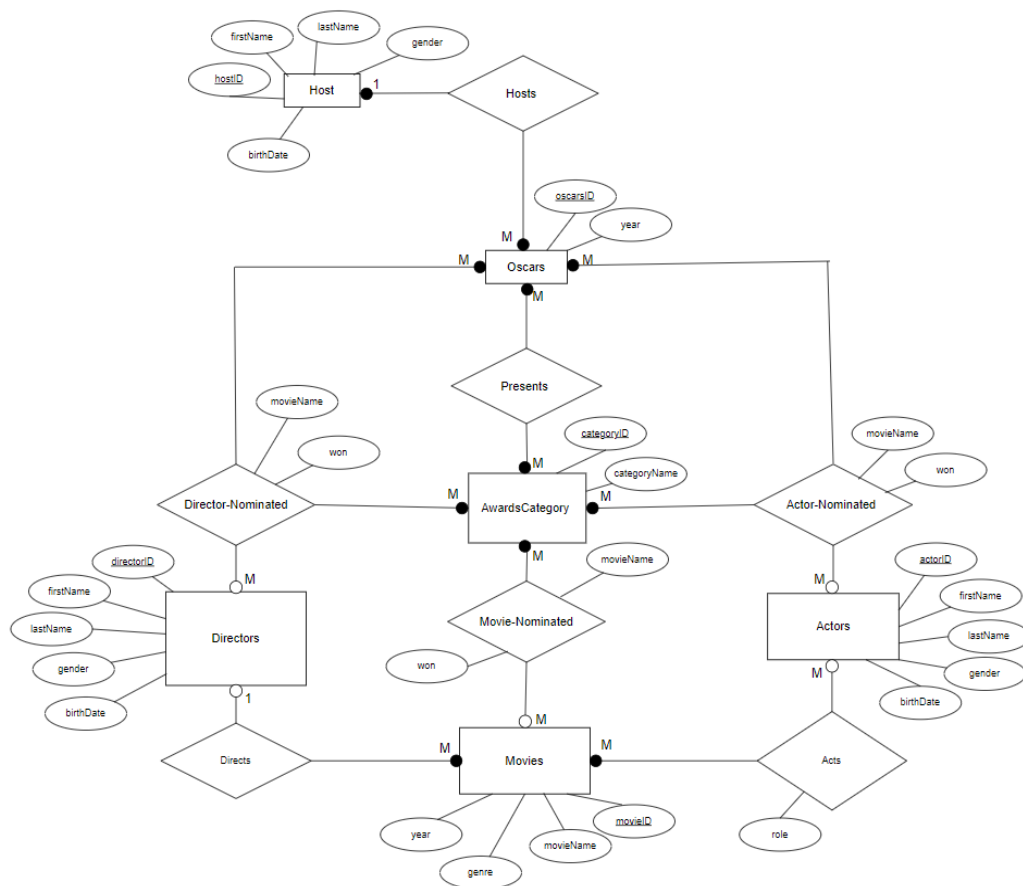 lastName
firstName
gender
hostID
Host
1
Hosts
birthDate
oscarsID
year
M
M
Oscars
M
M
Presents
movieName
categoryID
movieName
won
M
categoryName
won
Director-Nominated
M
AwardsCategory
M
Actor-Nominated
M
movieName
directorID
M
M
actorID
firstName
firstName
lastName
Directors
Movie-Nominated
Actors
lastName
gender
won
M
gender
birthDate
1
birthDate
M
Directs
M
Movies
M
Acts
year
movieID
movieName
role
genre